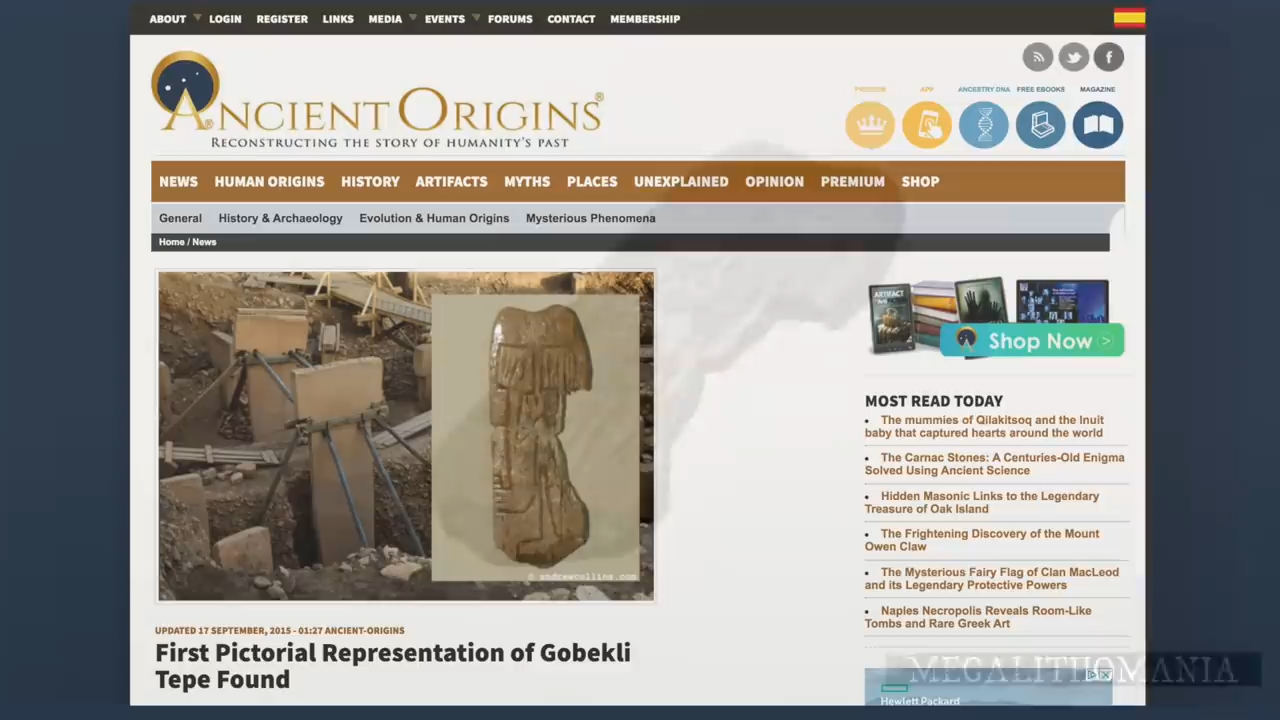 ABOUT LOGIN REGISTER LINKS MEDIA EVENTS FORUMS CONTACT MEMBERSHIP
ANCIENT ORIGINS®
RECONSTRUCTING THE STORY OF HUMANITY'S PAST
PREMIUM APP ANCESTRY DNA FREE EBOOKS MAGAZINE
NEWS HUMAN ORIGINS HISTORY ARTIFACTS MYTHS PLACES UNEXPLAINED OPINION PREMIUM SHOP
General History & Archaeology Evolution & Human Origins Mysterious Phenomena
Home / News
© andrewcollins.com
UPDATED 17 SEPTEMBER, 2015 - 01:27 ANCIENT-ORIGINS
First Pictorial Representation of Gobekli
Tepe Found
ARTIFACT
Shop Now
MOST READ TODAY
The mummies of Qilakitsoq and the Inuit
baby that captured hearts around the world
The Carnac Stones: A Centuries-Old Enigma
Solved Using Ancient Science
Hidden Masonic Links to the Legendary
Treasure of Oak Island
The Frightening Discovery of the Mount
Owen Claw
The Mysterious Fairy Flag of Clan MacLeod
and its Legendary Protective Powers
Naples Necropolis Reveals Room-Like
Tombs and Rare Greek Art
MEGALITHOMANIA
Hewlett Packard